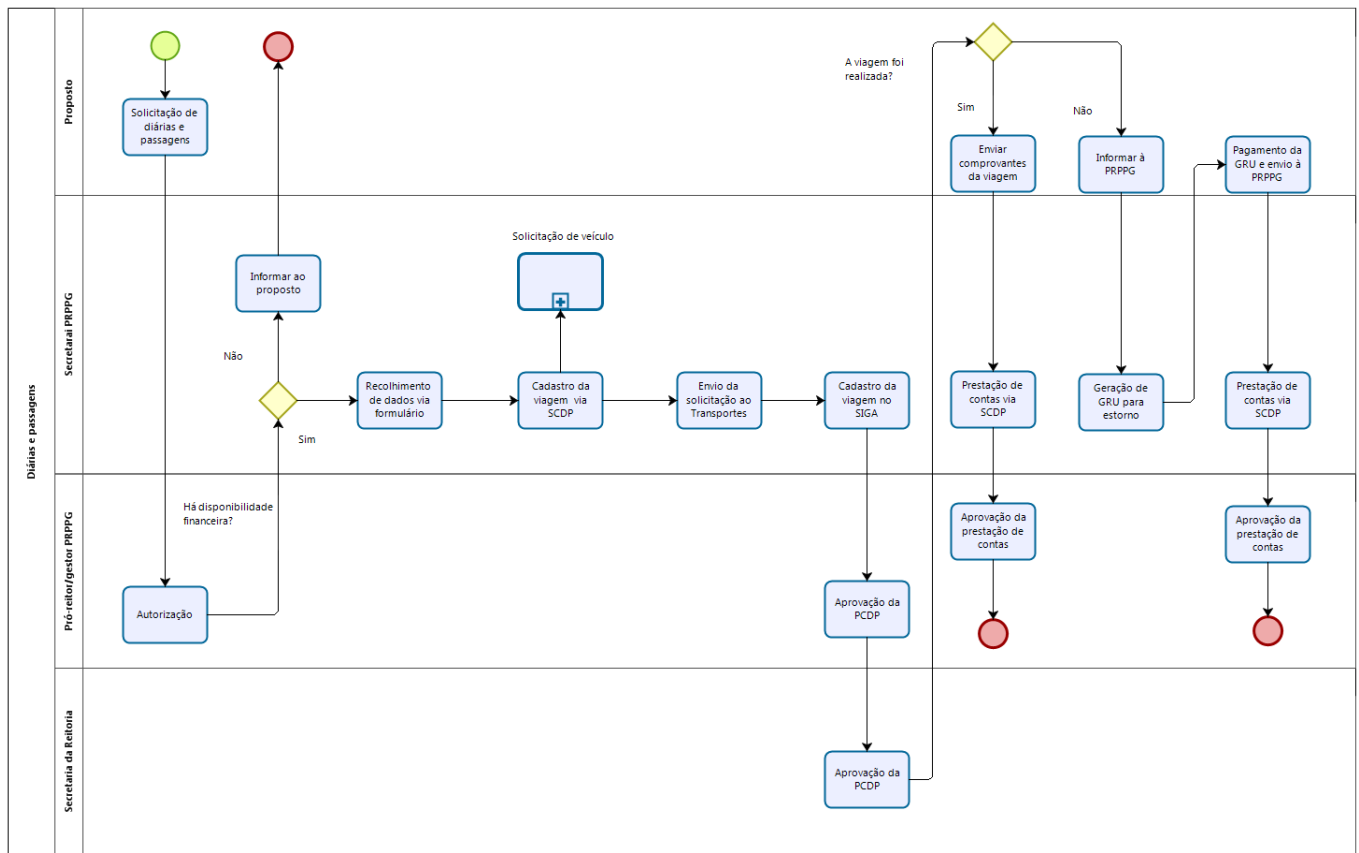 Diárias e passagens
Proposto
Solicitação de
diárias e
passagens
A viagem foi
realizada?
Sim
Não
Enviar
comprovantes
da viagem
Informar à
PRPPG
Pagamento da
GRU e envio à
PRPPG
Secretarai PRPPG
Informar ao
proposto
Solicitação de veículo
Não
Sim
Recolhimento
de dados via
formulário
Cadastro da
viagem via
SCDP
Envio da
solicitação ao
Transportes
Cadastro da
viagem no
SIGA
Prestação de
contas via
SCDP
Geração de
GRU para
estorno
Prestação de
contas via
SCDP
Pró-reitor/gestor PRPPG
Há disponibilidade
financeira?
Autorização
Aprovação da
PCDP
Aprovação da
prestação de
contas
Aprovação da
prestação de
contas
Secretaria da Reitoria
Aprovação da
PCDP